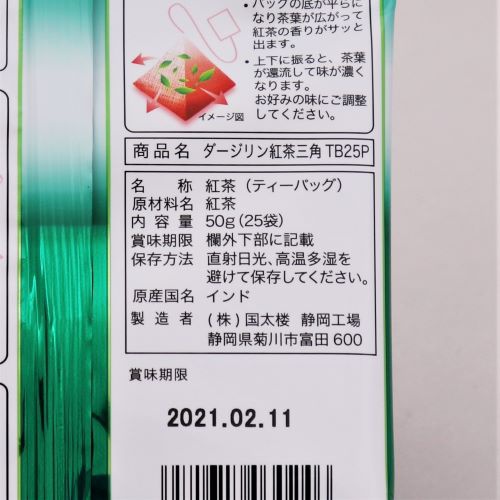 バッグの底が平らに
なり茶葉が広がって
紅茶の香りがサッと
出ます。
・上下に振ると、茶葉
が還流して味が濃く
なります。
お好みの味にご調整
してください。
イメージ図
商品名 ダージリン紅茶三角 TB25P
名称 紅茶（ティーバッグ）
原材料名 紅茶
内容量 50g（25袋）
賞味期限 欄外下部に記載
保存方法 直射日光、高温多湿を
避けて保存してください。
原産国名 インド
製造者 （株）国太楼 静岡工場
静岡県菊川市富田600
賞味期限
2021.02.11